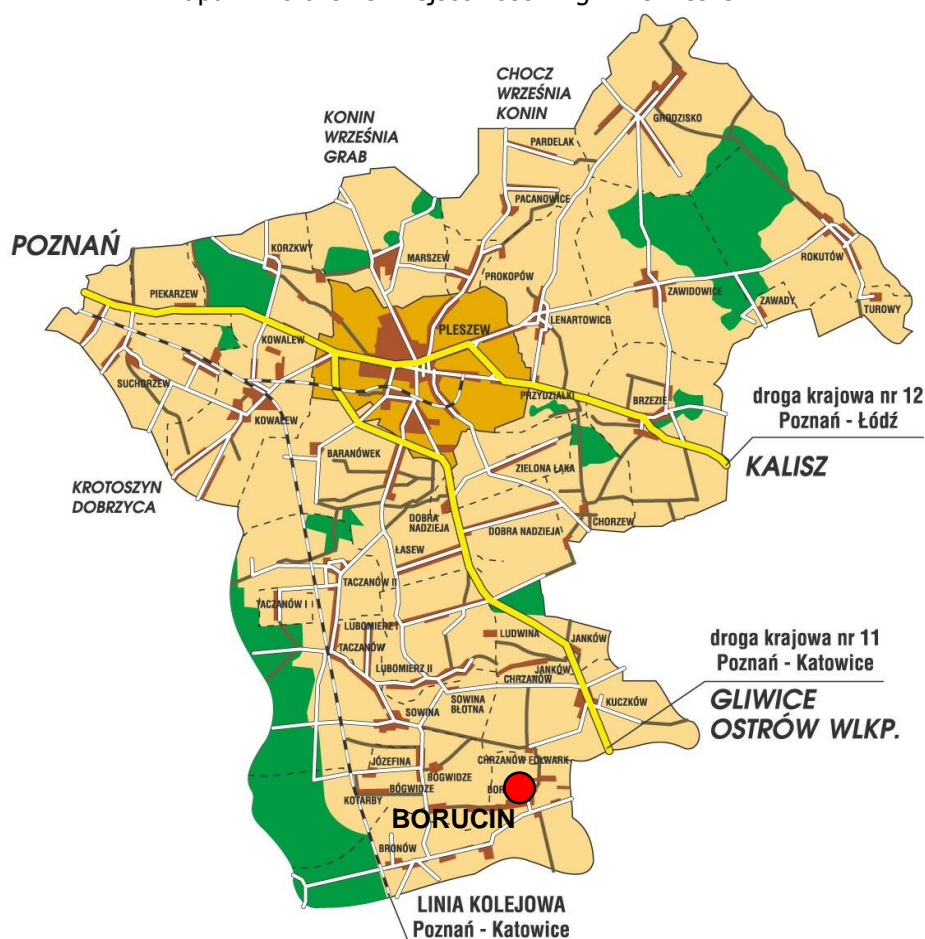 CHOCZ
WRZEŚNIA
KONIN
KONIN
WRZEŚNIA
GRAB
GRODZISKO
PARDELAK
PACANOWICE
POZNAŃ
KORZKWY
MARSZEW
PROKOPÓW
ROKUTÓW
PIEKARZEW
ZAWIDOWICE
ZAWADY
TUROWY
PLESZEW
LENARTOWICE
KOWALEW
SUCHORZEW
PRZYDZIAŁKI
BRZEZIE
droga krajowa nr 12
Poznań - Łódź
KOWALEW
BARANÓWEK
ZIELONA ŁĄKA
KALISZ
KROTOSZYN
DOBRZYCA
DOBRA
NADZIEJA
DOBRA NADZIEJA
CHORZEW
ŁASEW
TACZANÓW II
TACZANÓW I
LUBOMIERZ I
TACZANÓW
LUDWINA
JANKÓW
droga krajowa nr 11
Poznań - Katowice
LUBOMIERZ II
JANKÓW
CHRZANÓW
SOWINA
BŁOTNA
KUCZKÓW
GLIWICE
OSTRÓW WLKP.
SOWINA
JÓZEFINA
CHRZANÓW FOLWARK
BÓGWIDZE
BÓGWIDZE
KOTARBY
BORUCIN
BRONÓW
LINIA KOLEJOWA
Poznań - Katowice